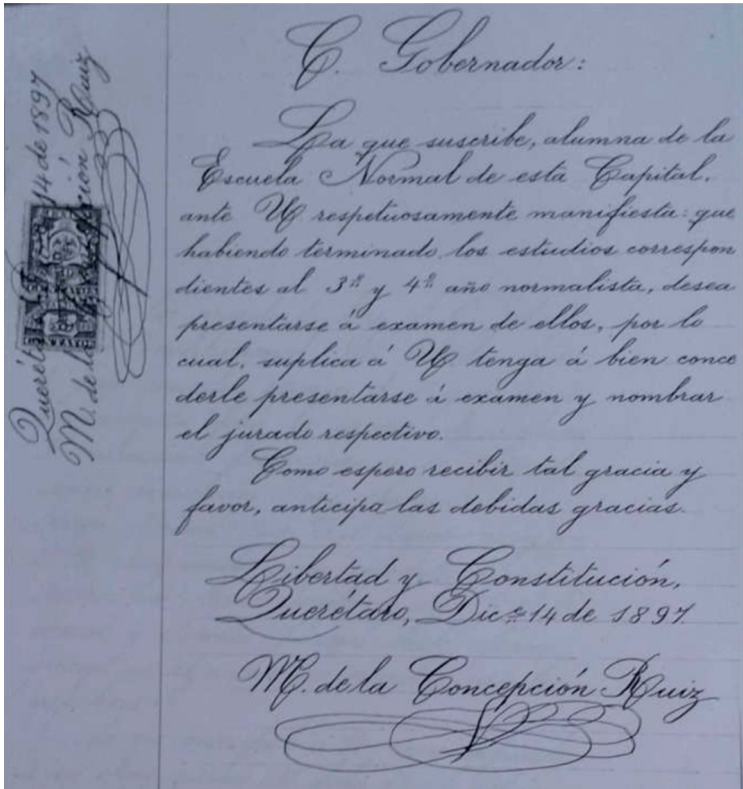 C. Gobernador:
La que suscribe, alumna de la
Escuela Normal de esta Capital,
ante U. respetuosamente manifiesta: que
habiendo terminado los estudios correspon
dientes al 3º y 4º año normalista, desea
presentarse á examen de ellos, por lo
cual, suplica á U. tenga á bien conce
derle presentarse á examen y nombrar
el jurado respectivo.
Como espero recibir tal gracia y
favor, anticipa las debidas gracias.
Libertad y Constitución,
Querétaro, Dic.e 14 de 1897.
M. de la Concepción Ruiz
Querétaro 14 de 1897
M. de la Concepción Ruiz